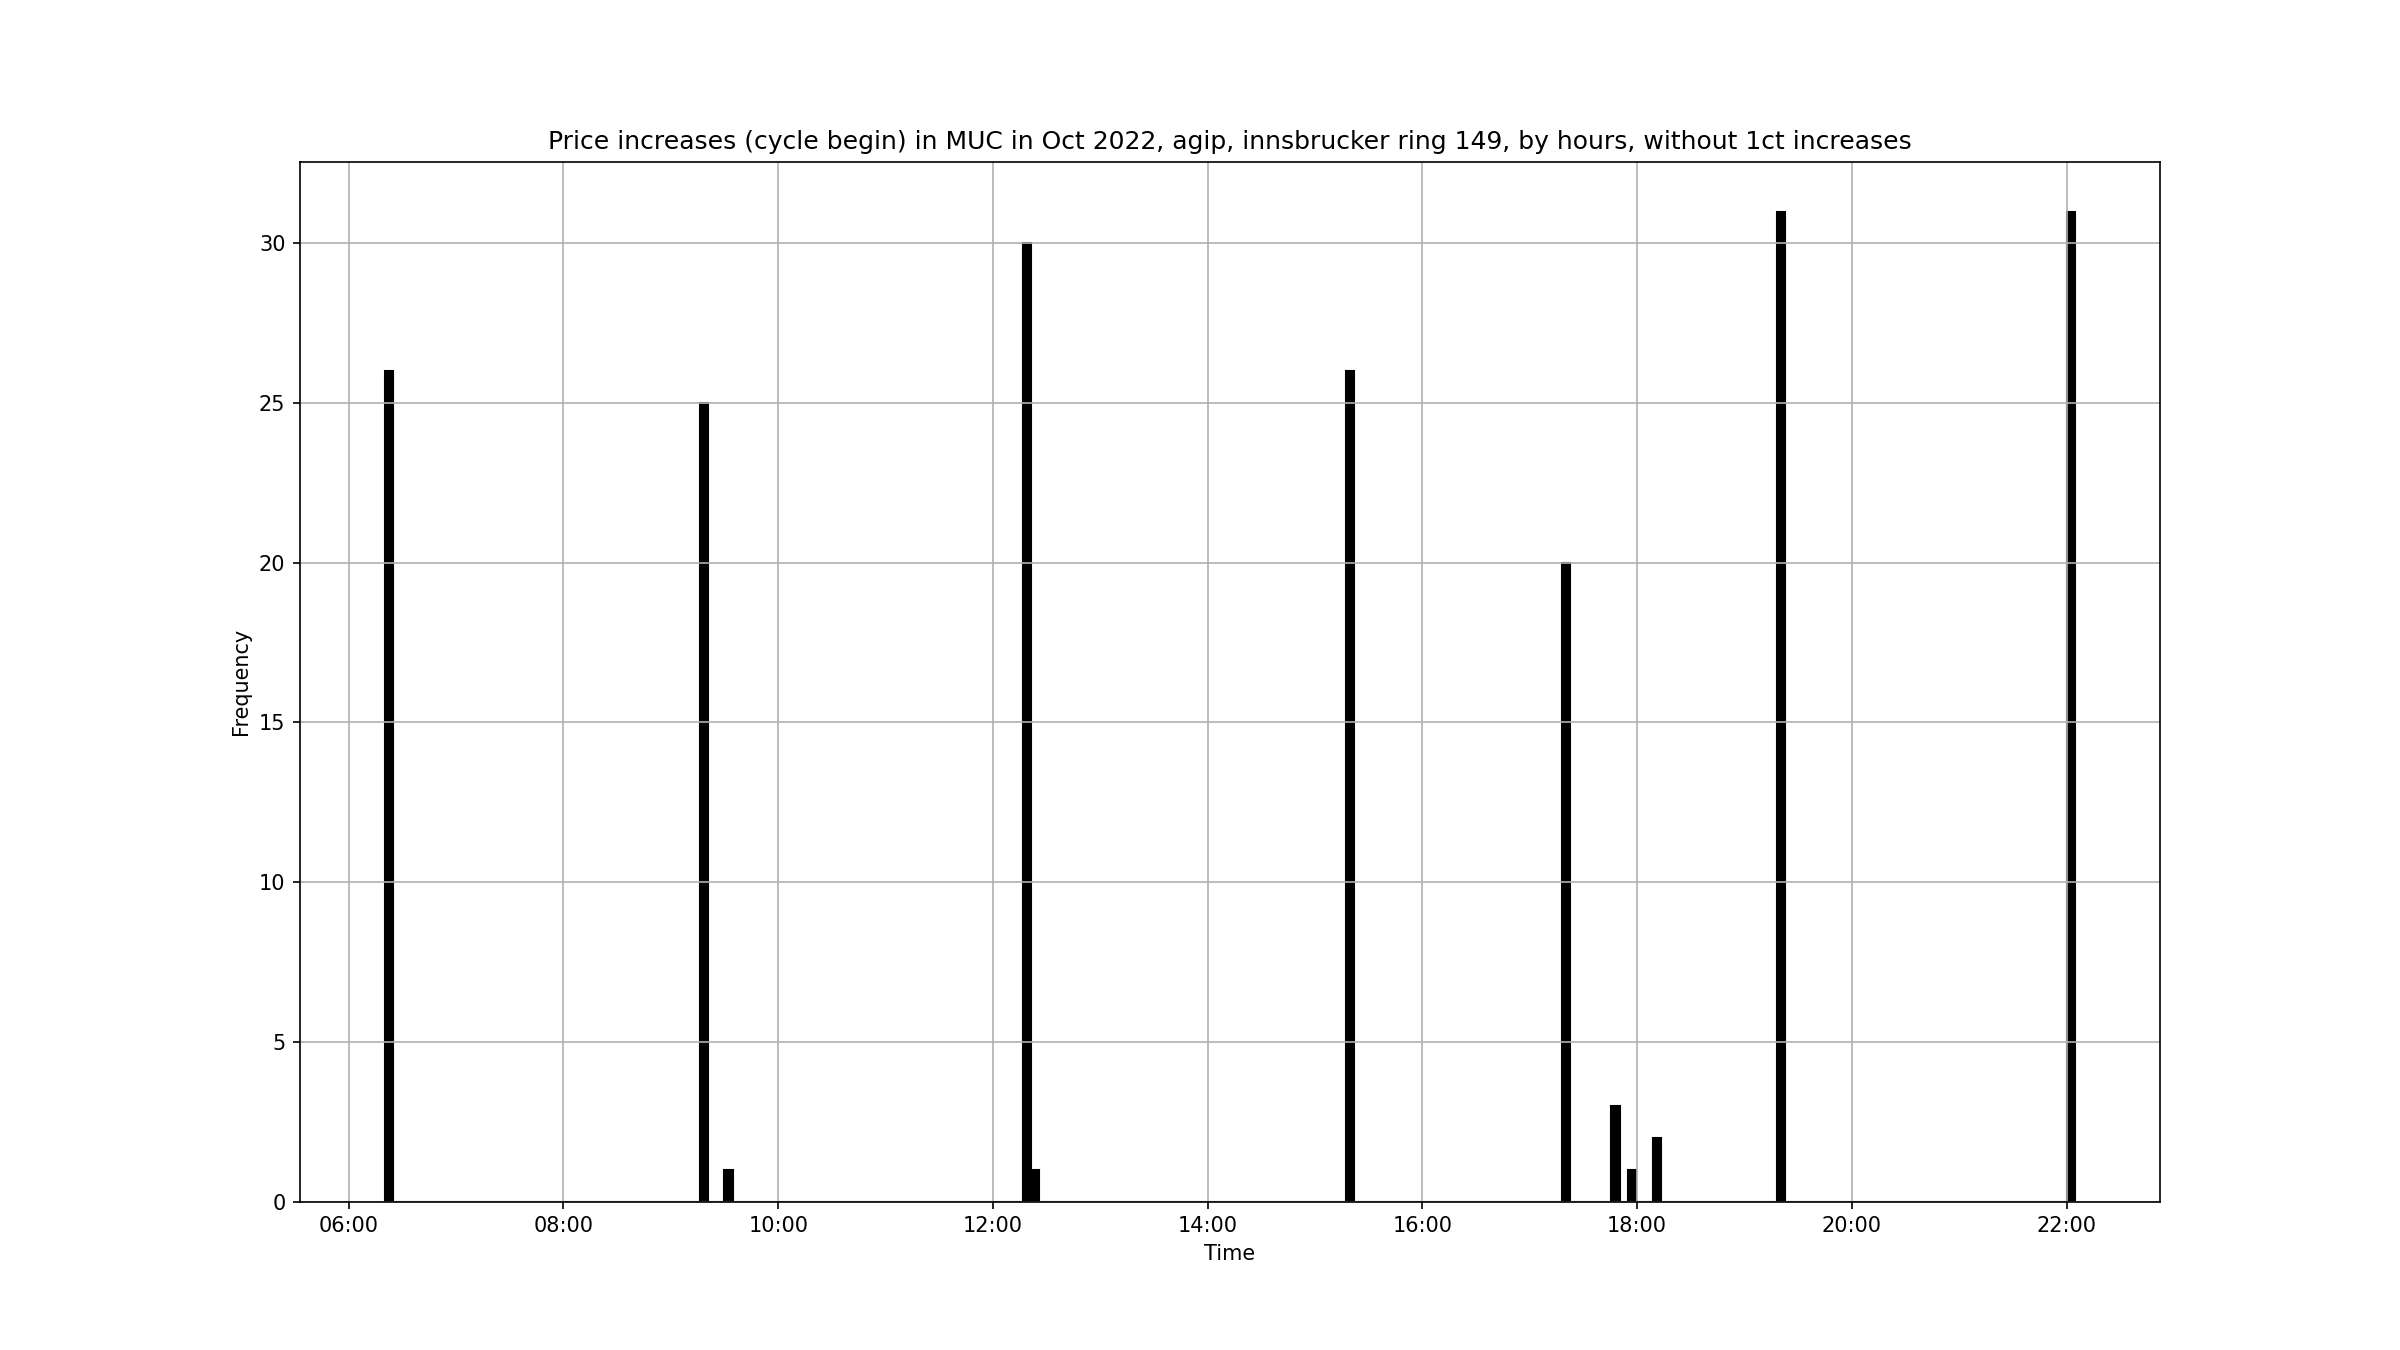 Price increases (cycle begin) in MUC in Oct 2022, agip, innsbrucker ring 149, by hours, without 1ct increases
Frequency
30
25
20
15
10
5
0
06:00 08:00 10:00 12:00 14:00 16:00 18:00 20:00 22:00
Time